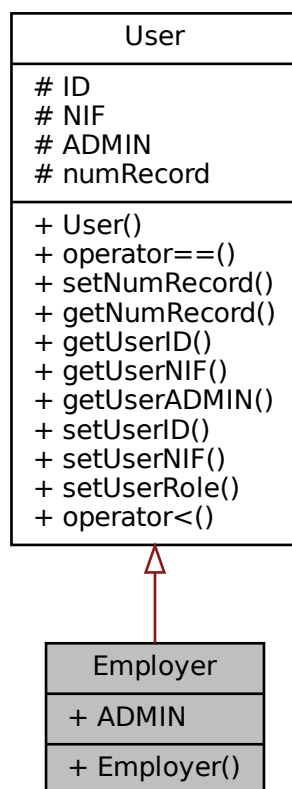 User
# ID
# NIF
# ADMIN
# numRecord
+ User()
+ operator==()
+ setNumRecord()
+ getNumRecord()
+ getUserID()
+ getUserNIF()
+ getUserADMIN()
+ setUserID()
+ setUserNIF()
+ setUserRole()
+ operator<()
Employer
+ ADMIN
+ Employer()